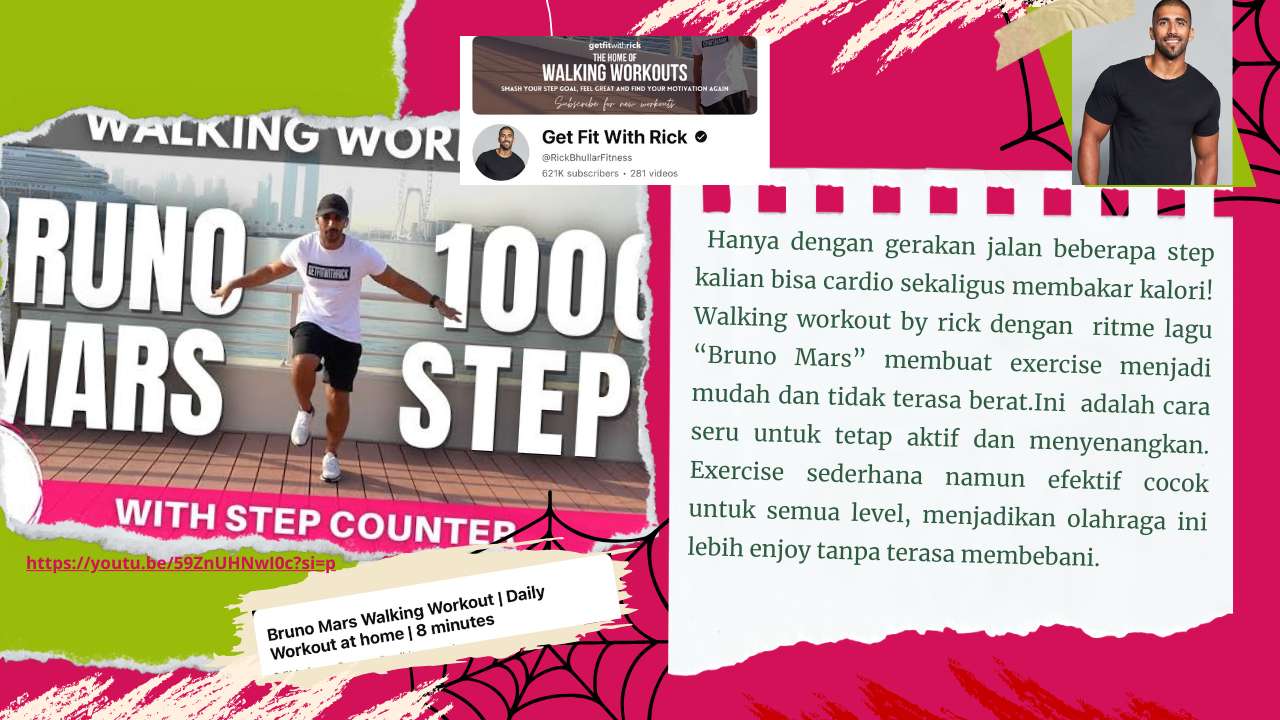 getfitwithrick
THE HOME OF
WALKING WORKOUTS
SMASH YOUR STEP GOAL, FEEL GREAT AND FIND YOUR MOTIVATION AGAIN
Subscribe for new workouts
Get Fit With Rick
@RickBhullarFitness
621K subscribers • 281 videos
WALKING WOR
BRUNO
MARS
1000
STEP
GETFITWITHRICK
WITH STEP COUNTER
https://youtu.be/59ZnUHNwI0c?si=p
Bruno Mars Walking Workout | Daily
Workout at home | 8 minutes
Hanya dengan gerakan jalan beberapa step
kalian bisa cardio sekaligus membakar kalori!
Walking workout by rick dengan ritme lagu
“Bruno Mars” membuat exercise menjadi
mudah dan tidak terasa berat.Ini adalah cara
seru untuk tetap aktif dan menyenangkan.
Exercise sederhana namun efektif cocok
untuk semua level, menjadikan olahraga ini
lebih enjoy tanpa terasa membebani.